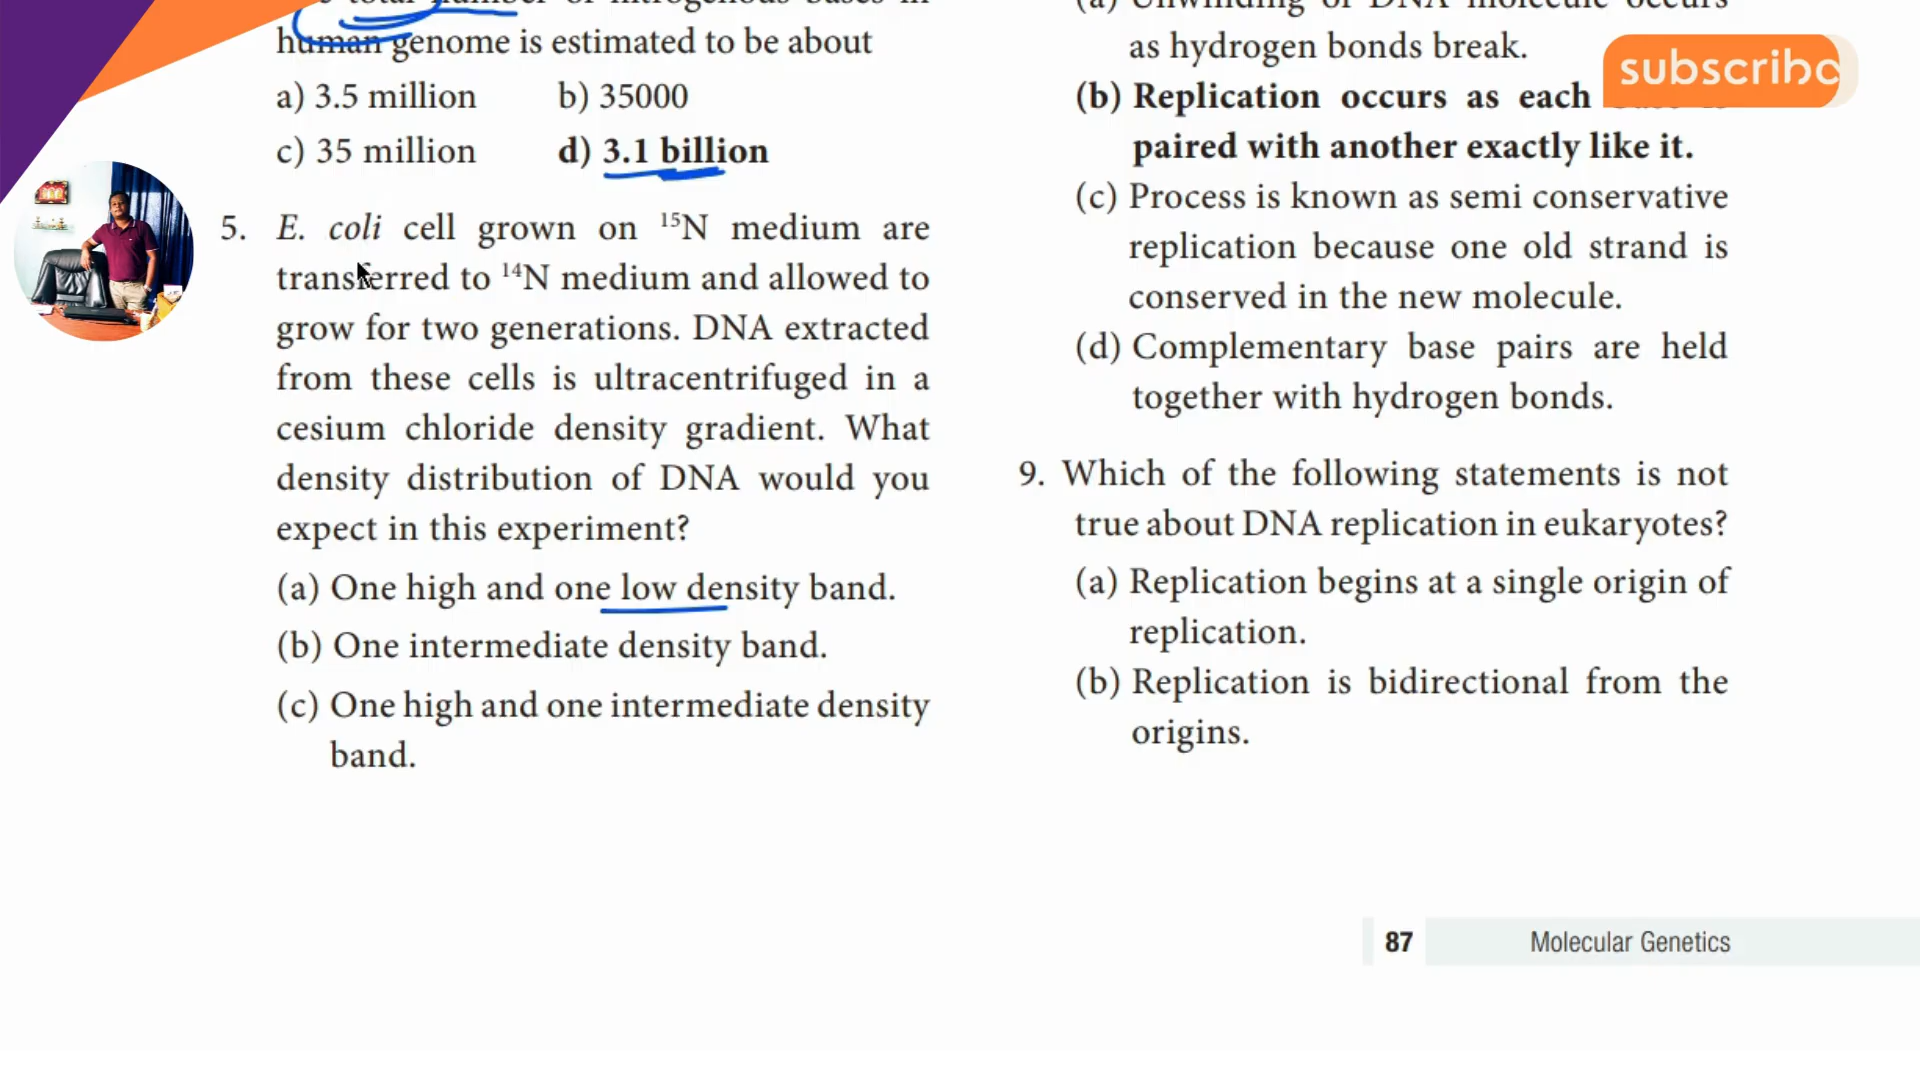 human genome is estimated to be about
a) 3.5 million b) 35000
c) 35 million d) 3.1 billion
5. E. coli cell grown on ¹⁵N medium are
transferred to ¹⁴N medium and allowed to
grow for two generations. DNA extracted
from these cells is ultracentrifuged in a
cesium chloride density gradient. What
density distribution of DNA would you
expect in this experiment?
(a) One high and one low density band.
(b) One intermediate density band.
(c) One high and one intermediate density
band.
as hydrogen bonds break.
(b) Replication occurs as each
paired with another exactly like it.
(c) Process is known as semi conservative
replication because one old strand is
conserved in the new molecule.
(d) Complementary base pairs are held
together with hydrogen bonds.
9. Which of the following statements is not
true about DNA replication in eukaryotes?
(a) Replication begins at a single origin of
replication.
(b) Replication is bidirectional from the
origins.
87 Molecular Genetics